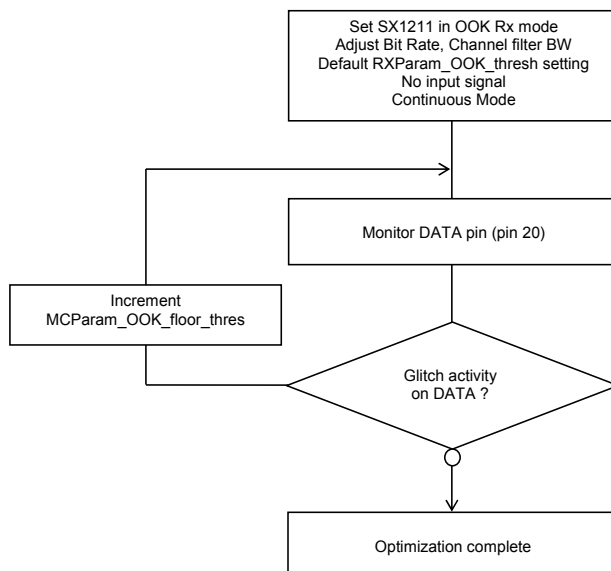 Set SX1211 in OOK Rx mode
Adjust Bit Rate, Channel filter BW
Default RXParam_OOK_thresh setting
No input signal
Continuous Mode
Monitor DATA pin (pin 20)
Increment
MCParam_OOK_floor_thres
Glitch activity
on DATA ?
Optimization complete